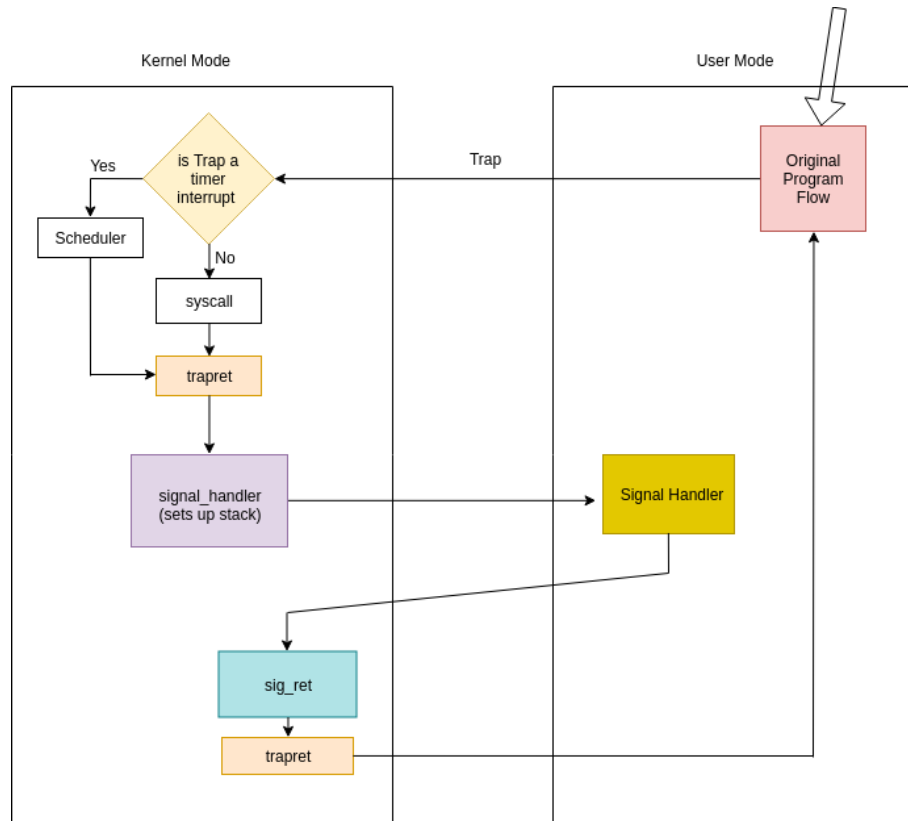 Kernel Mode
User Mode
Yes
is Trap a
timer
interrupt
Trap
Original
Program
Flow
Scheduler
No
syscall
trapret
signal_handler
(sets up stack)
Signal Handler
sig_ret
trapret